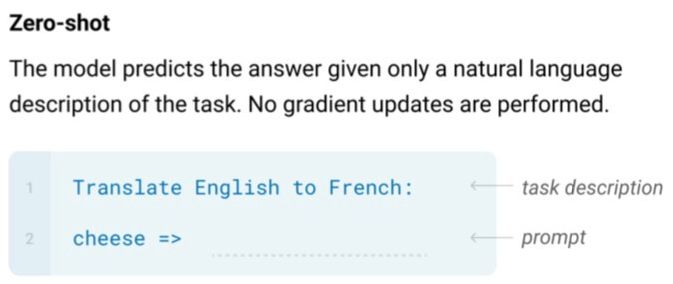 Zero-shot
The model predicts the answer given only a natural language
description of the task. No gradient updates are performed.
1 Translate English to French: ← task description
2 cheese => ← prompt